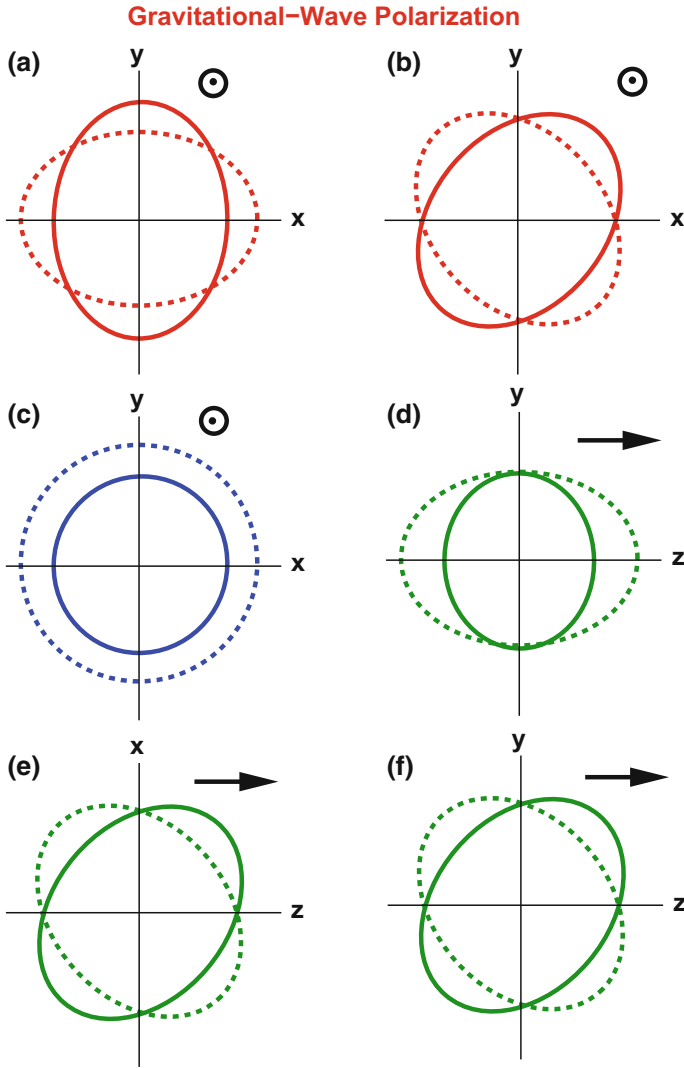 Gravitational−Wave Polarization
(a)
y
x
(b)
y
x
(c)
y
x
(d)
y
z
(e)
x
z
(f)
y
z